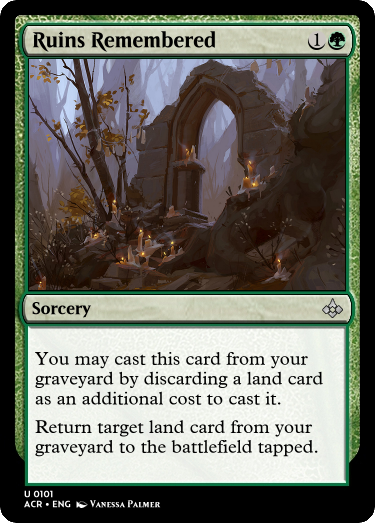 Ruins Remembered 1
Sorcery
You may cast this card from your
graveyard by discarding a land card
as an additional cost to cast it.
Return target land card from your
graveyard to the battlefield tapped.
U 0101
ACR • ENG Vanessa Palmer